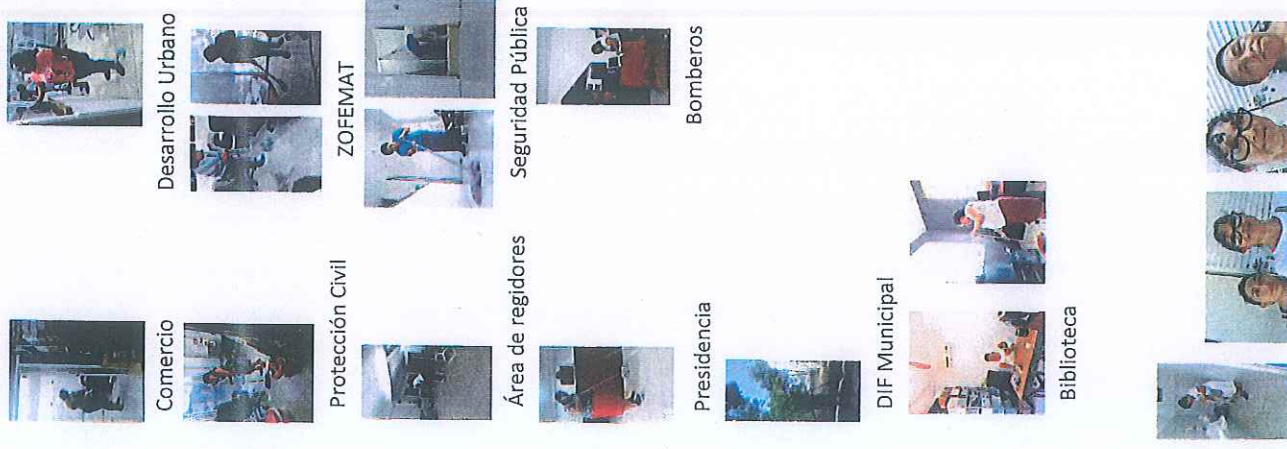 Comercio
Desarrollo Urbano
Protección Civil
ZOFEMAT
Área de regidores
Seguridad Pública
Presidencia
Bomberos
DIF Municipal
Biblioteca